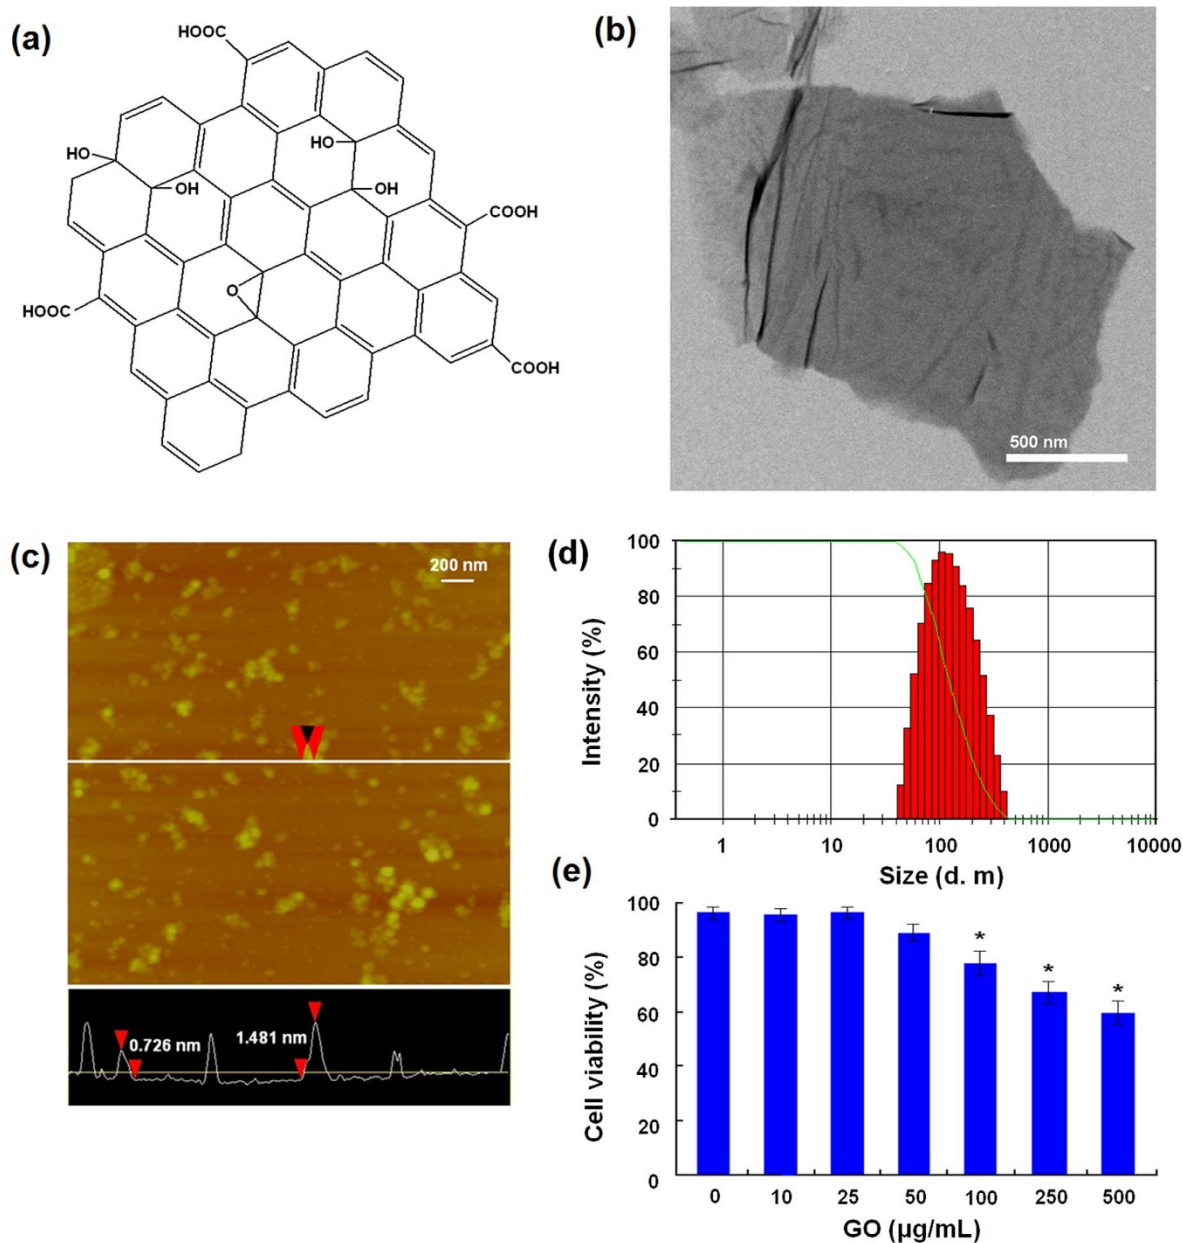 (a)
HOOC
HO
OH
HO
OH
COOH
O
HOOC
COOH
(b)
500 nm
(c)
200 nm
0.726 nm
1.481 nm
(d)
Intensity (%)
100
80
60
40
20
0
1 10 100 1000 10000
Size (d. m)
(e)
Cell viability (%)
100
80
60
40
20
0
* * *
0 10 25 50 100 250 500
GO (µg/mL)